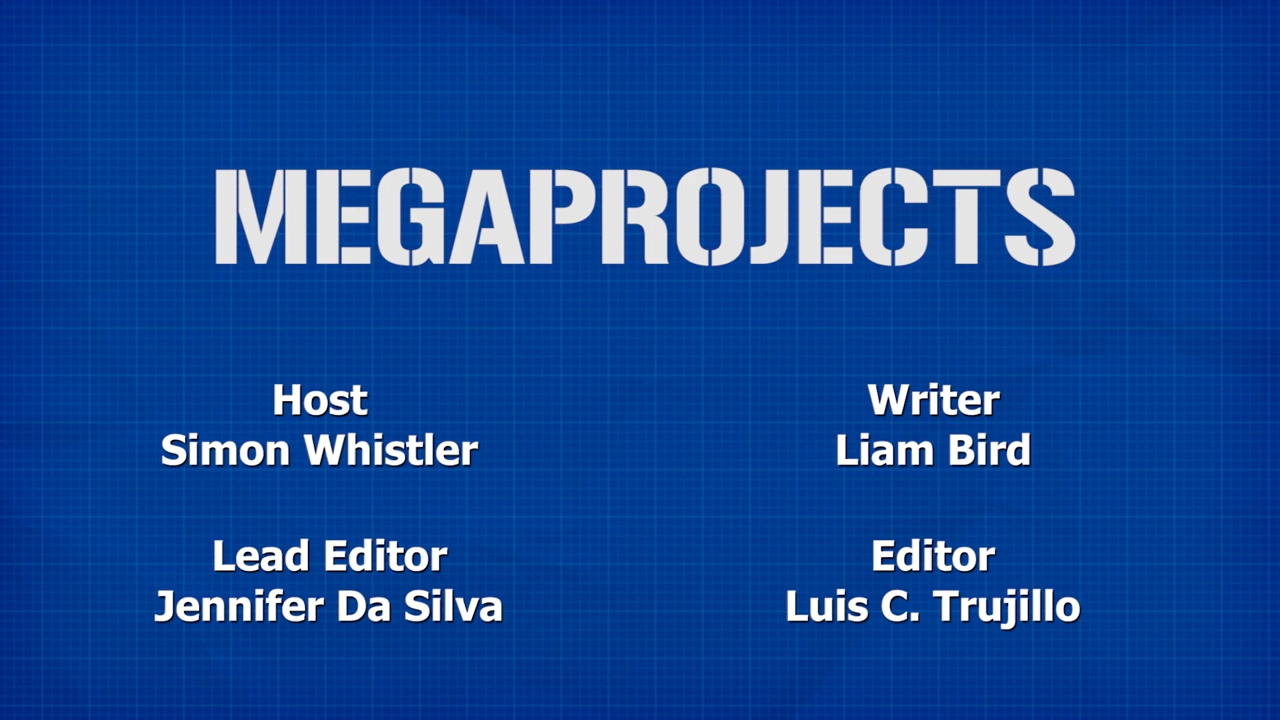 MEGAPROJECTS
Host
Simon Whistler
Writer
Liam Bird
Lead Editor
Jennifer Da Silva
Editor
Luis C. Trujillo